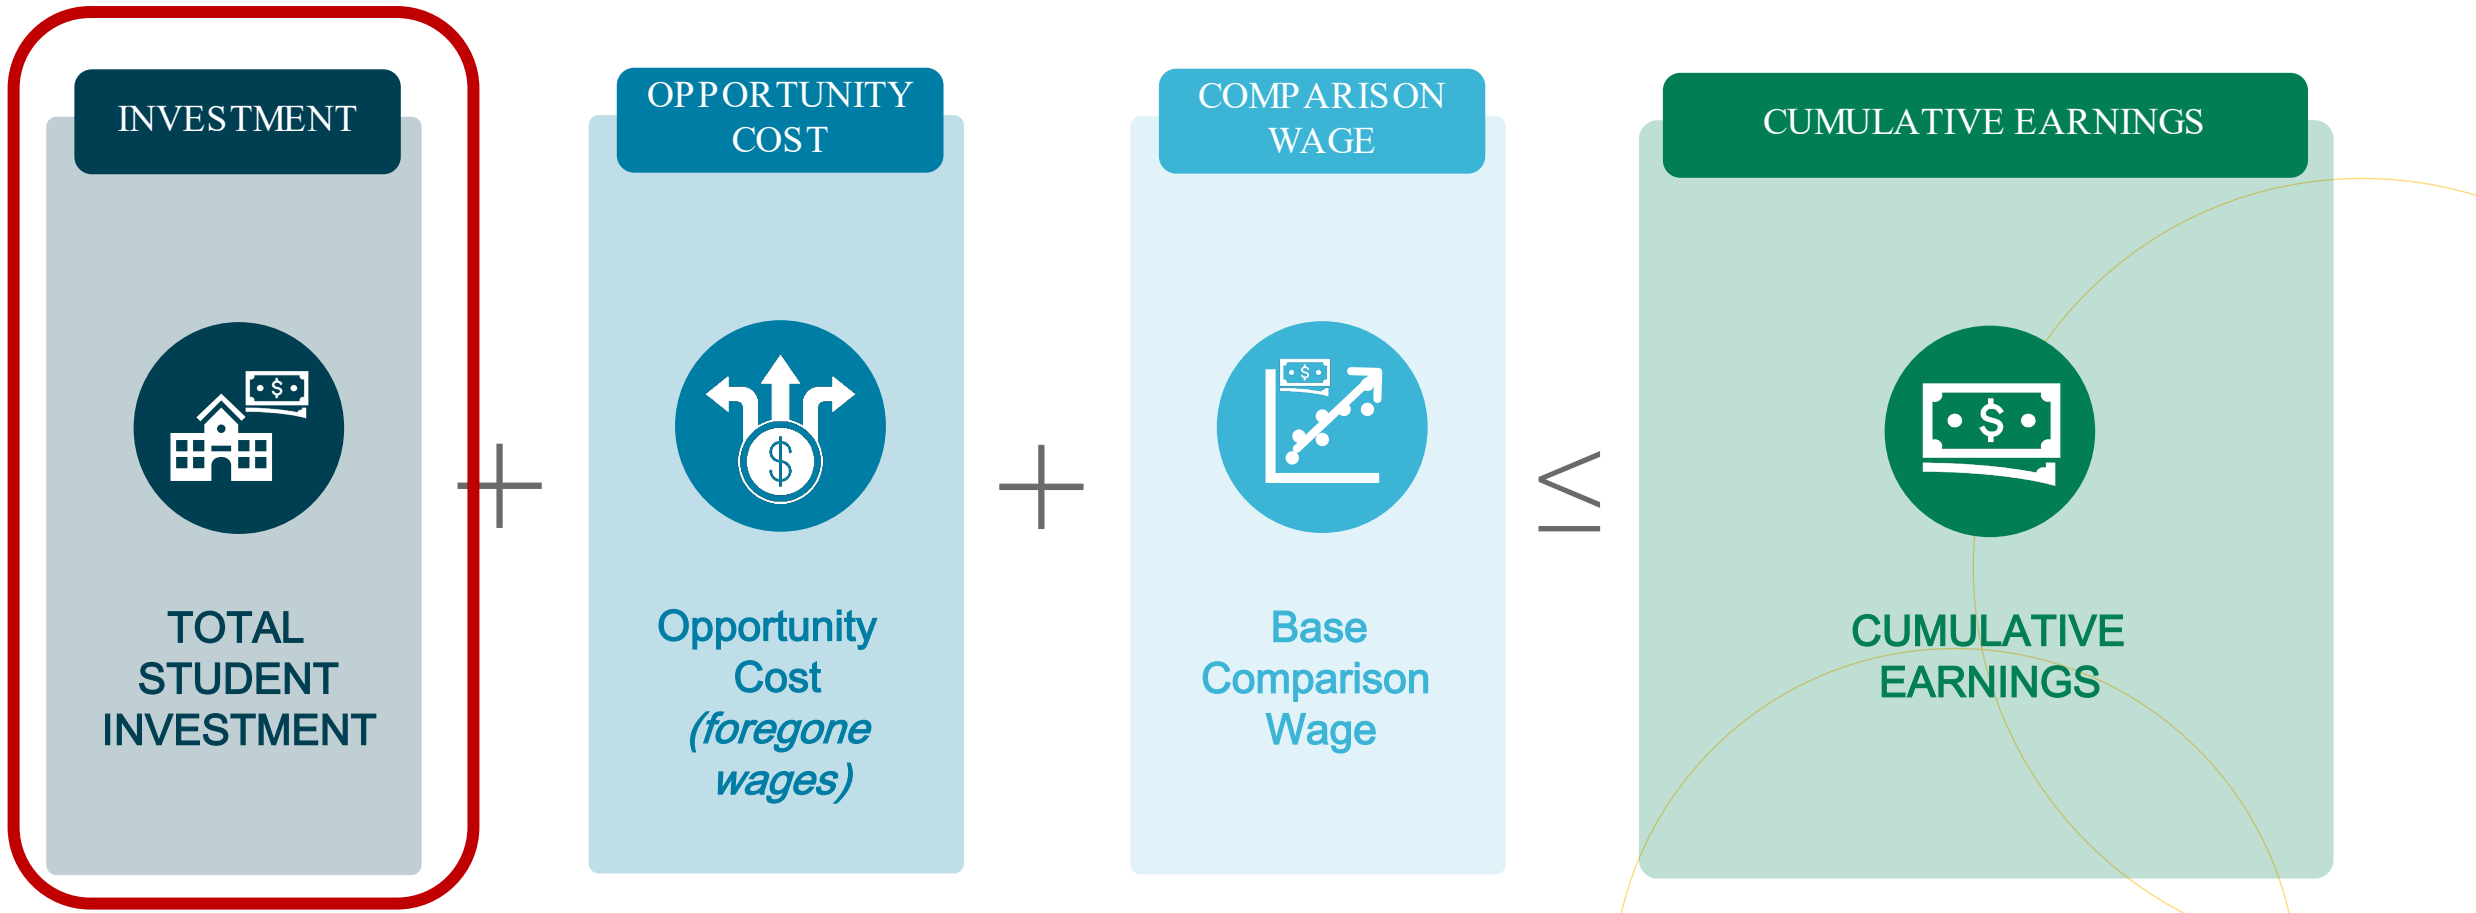 INVESTMENT
TOTAL
STUDENT
INVESTMENT
+
OPPORTUNITY
COST
$
Opportunity
Cost
(foregone
wages)
+
COMPARISON
WAGE
$
Base
Comparison
Wage
≤
CUMULATIVE EARNINGS
$
CUMULATIVE
EARNINGS